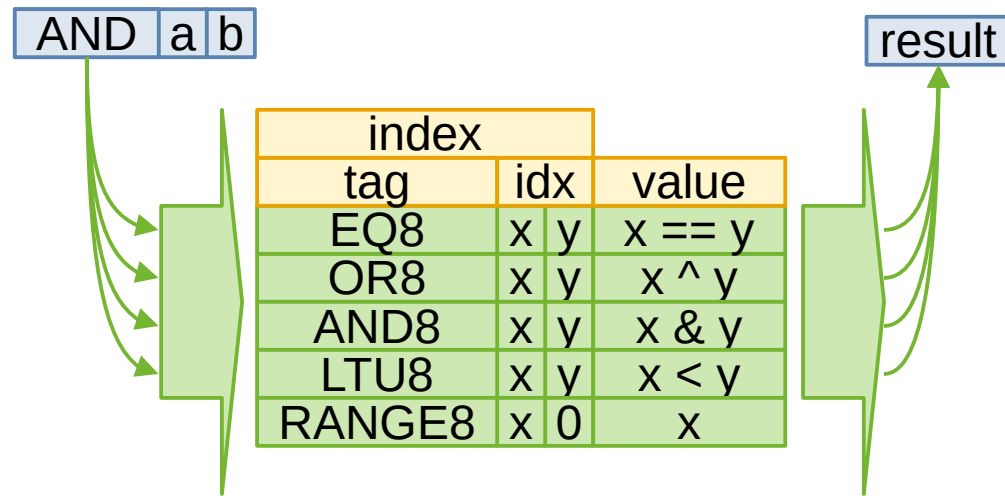 AND a b
result
index
tag idx value
EQ8 x y x == y
OR8 x y x ^ y
AND8 x y x & y
LTU8 x y x < y
RANGE8 x 0 x